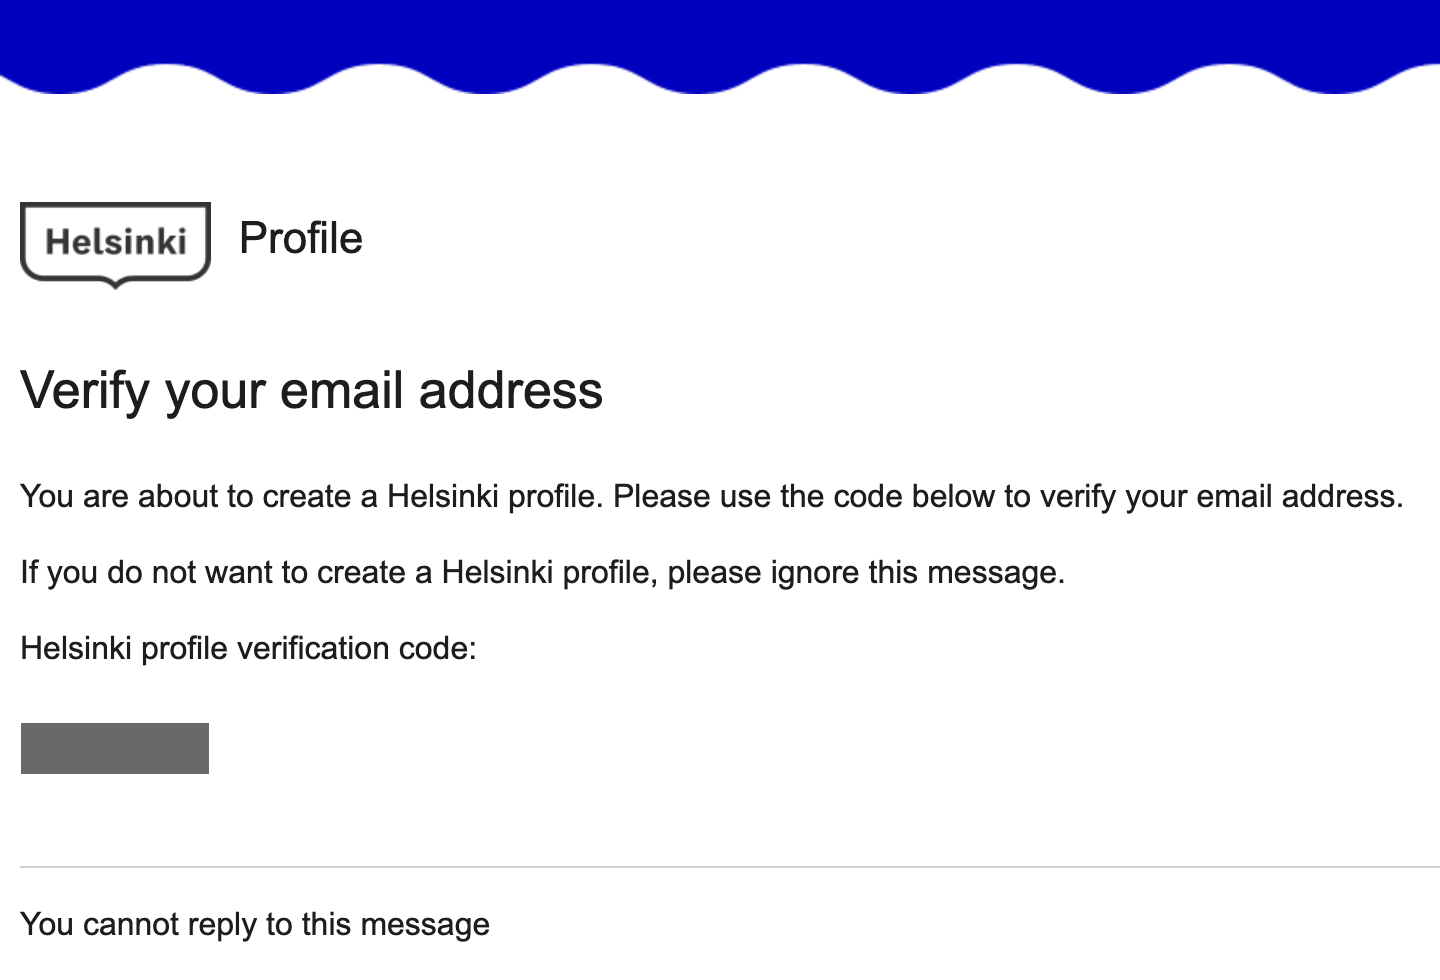 Helsinki Profile
Verify your email address
You are about to create a Helsinki profile. Please use the code below to verify your email address.
If you do not want to create a Helsinki profile, please ignore this message.
Helsinki profile verification code:
You cannot reply to this message